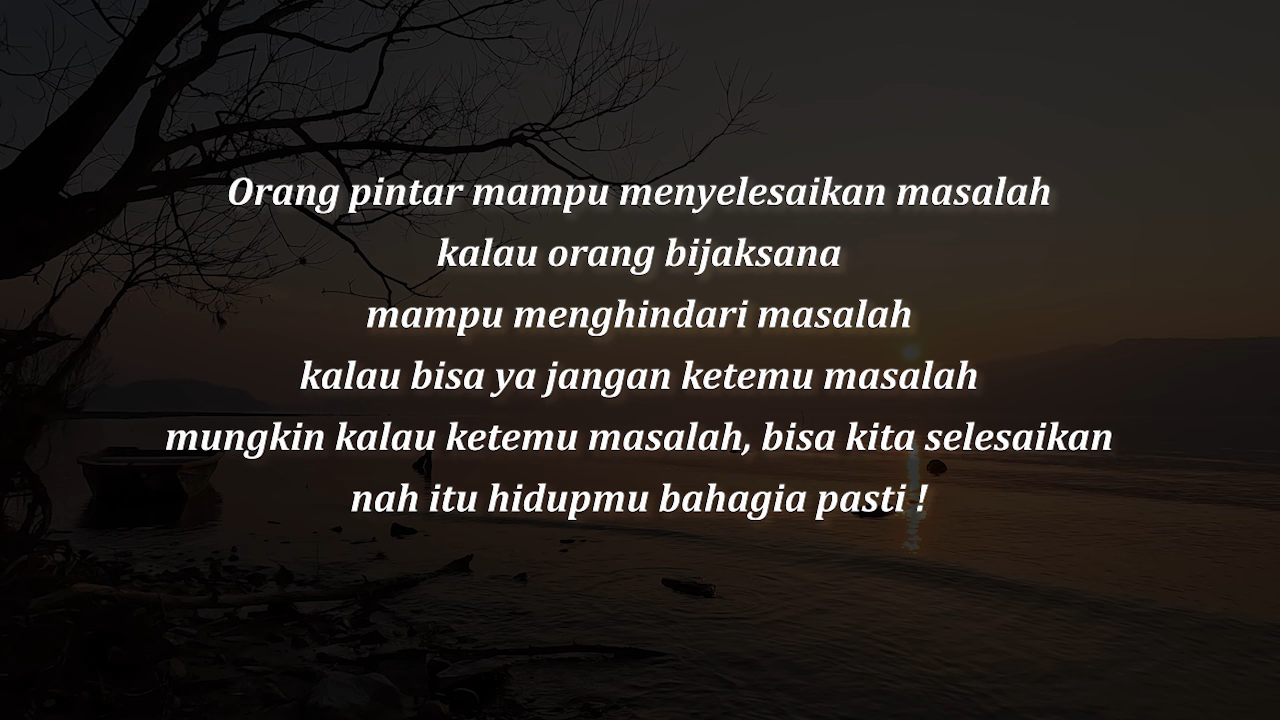 Orang pintar mampu menyelesaikan masalah
kalau orang bijaksana
mampu menghindari masalah
kalau bisa ya jangan ketemu masalah
mungkin kalau ketemu masalah, bisa kita selesaikan
nah itu hidupmu bahagia pasti !